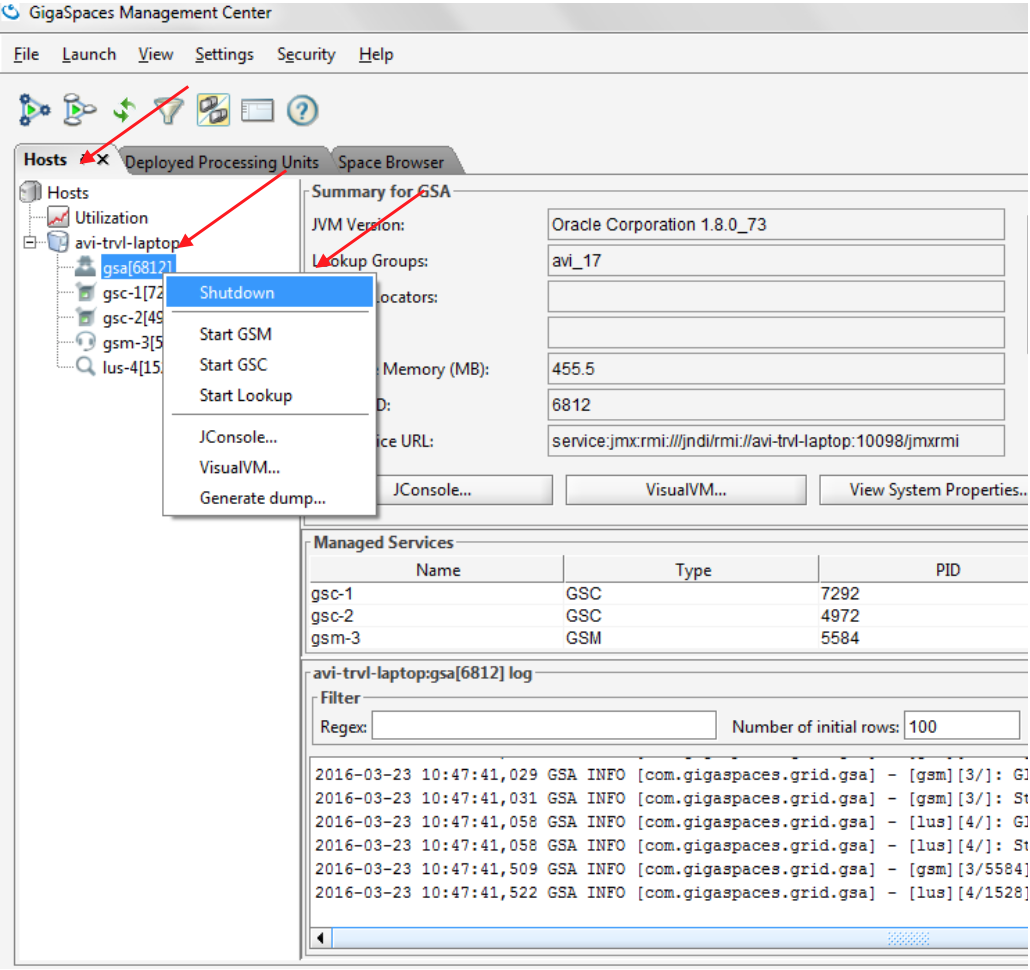 GigaSpaces Management Center
File Launch View Settings Security Help
Hosts Deployed Processing Units Space Browser
Hosts
Utilization
avi-trvl-laptop
gsa[6812]
gsc-1[72
gsc-2[49
gsm-3[5
lus-4[15
Shutdown
Start GSM
Start GSC
Start Lookup
JConsole...
VisualVM...
Generate dump...
Summary for GSA
JVM Version: Oracle Corporation 1.8.0_73
Lookup Groups: avi_17
Locators:
Memory (MB): 455.5
D: 6812
ice URL: service:jmx:rmi:///jndi/rmi://avi-trvl-laptop:10098/jmxrmi
JConsole... VisualVM... View System Properties..
Managed Services
Name Type PID
gsc-1 GSC 7292
gsc-2 GSC 4972
gsm-3 GSM 5584
avi-trvl-laptop:gsa[6812] log
Filter
Regex: Number of initial rows: 100
2016-03-23 10:47:41,029 GSA INFO [com.gigaspaces.grid.gsa] - [gsm][3/]: Gl
2016-03-23 10:47:41,031 GSA INFO [com.gigaspaces.grid.gsa] - [gsm][3/]: St
2016-03-23 10:47:41,058 GSA INFO [com.gigaspaces.grid.gsa] - [lus][4/]: Gl
2016-03-23 10:47:41,058 GSA INFO [com.gigaspaces.grid.gsa] - [lus][4/]: St
2016-03-23 10:47:41,509 GSA INFO [com.gigaspaces.grid.gsa] - [gsm][3/5584]
2016-03-23 10:47:41,522 GSA INFO [com.gigaspaces.grid.gsa] - [lus][4/1528]